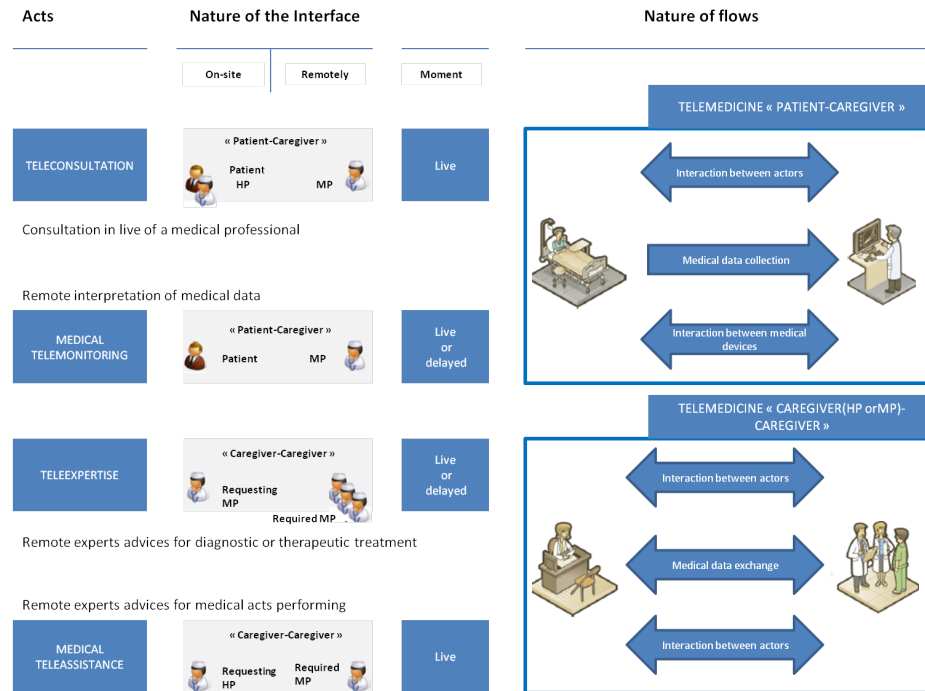 Acts
Nature of the Interface
Nature of flows
On-site
Remotely
Moment
TELEMEDICINE « PATIENT-CAREGIVER »
TELECONSULTATION
« Patient-Caregiver »
Patient
HP
MP
Live
Interaction between actors
Consultation in live of a medical professional
Medical data collection
Remote interpretation of medical data
MEDICAL
TELEMONITORING
« Patient-Caregiver »
Patient
MP
Live
or
delayed
Interaction between medical
devices
TELEMEDICINE « CAREGIVER(HP orMP)-
CAREGIVER »
TELEEXPERTISE
« Caregiver-Caregiver »
Requesting
MP
Required MP
Live
or
delayed
Interaction between actors
Remote experts advices for diagnostic or therapeutic treatment
Medical data exchange
Remote experts advices for medical acts performing
MEDICAL
TELEASSISTANCE
« Caregiver-Caregiver »
Requesting
HP
Required
MP
Live
Interaction between actors